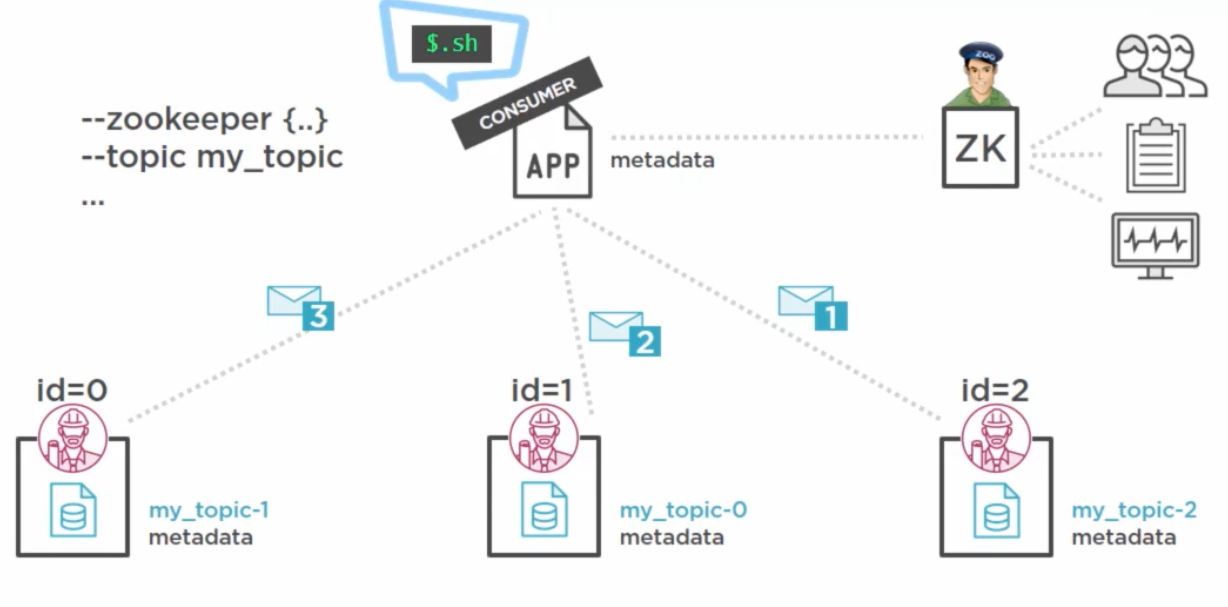 $.sh
ZOO
CONSUMER
--zookeeper {..}
--topic my_topic
...
APP
metadata
ZK
3
2
1
id=0
id=1
id=2
my_topic-1
metadata
my_topic-0
metadata
my_topic-2
metadata